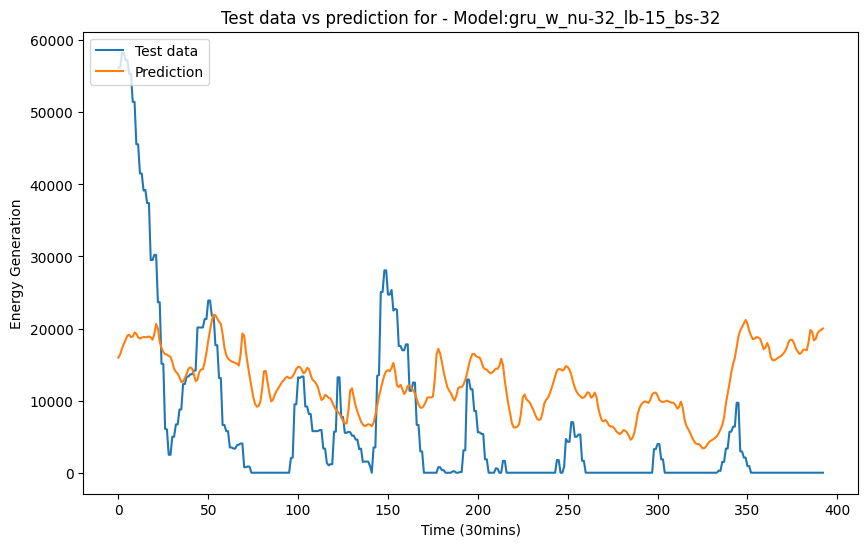 Test data vs prediction for - Model:gru_w_nu-32_lb-15_bs-32
Test data
Prediction
Energy Generation
60000
50000
40000
30000
20000
10000
0
0 50 100 150 200 250 300 350 400
Time (30mins)